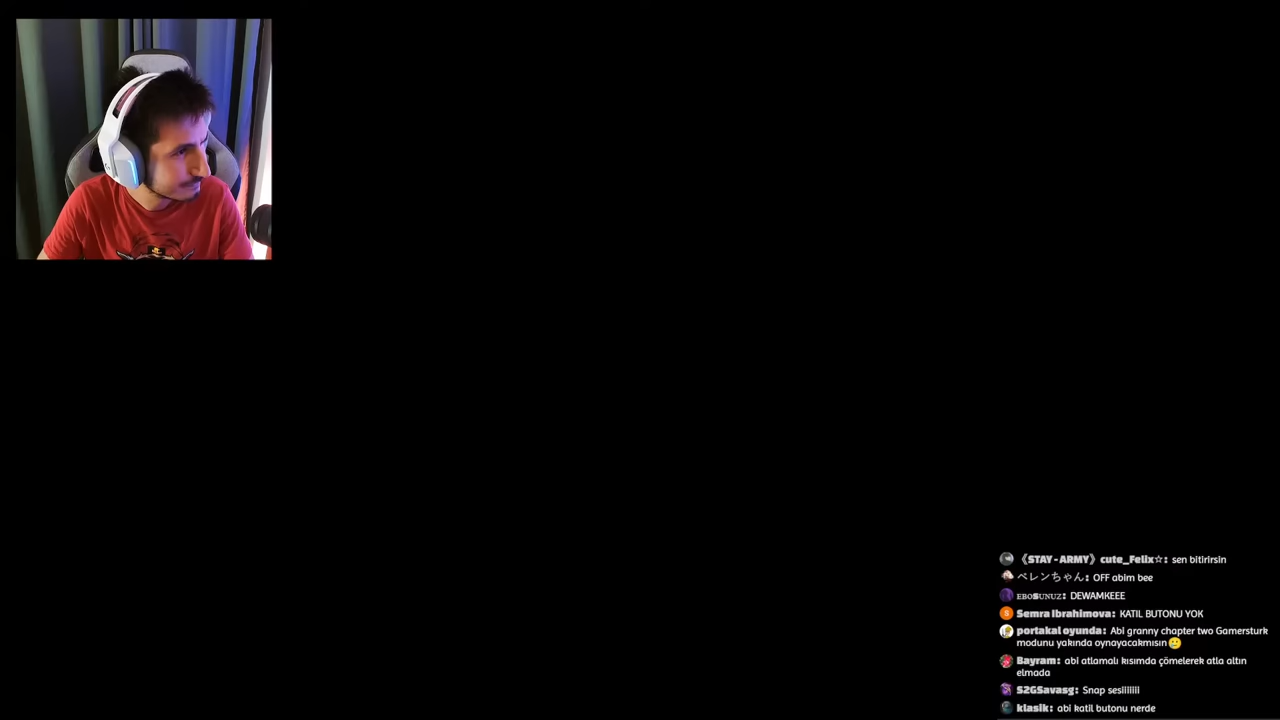 《STAY - ARMY》cute_Felix☆: sen bitirirsin
ペレンちゃん: OFF abim bee
ᴇʙᴏsᴜɴᴜᴢ: DEWAMKEEE
Semra Ibrahimova: KATIL BUTONU YOK
portakal oyunda: Abi granny chapter two Gamersturk
modunu yakında oynayacakmısın🥲
Bayram: abi atlamalı kısımda çömelerek atla altın
elmada
S2GSavasg: Snap sesiiiiiii
klasik: abi katil butonu nerde